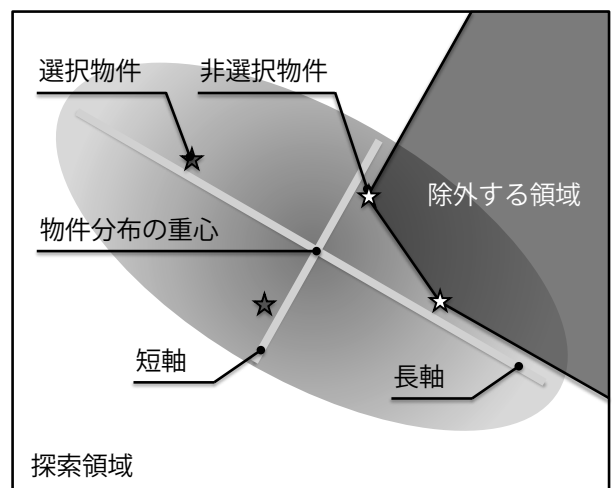 選択物件
非選択物件
除外する領域
物件分布の重心
短軸
長軸
探索領域